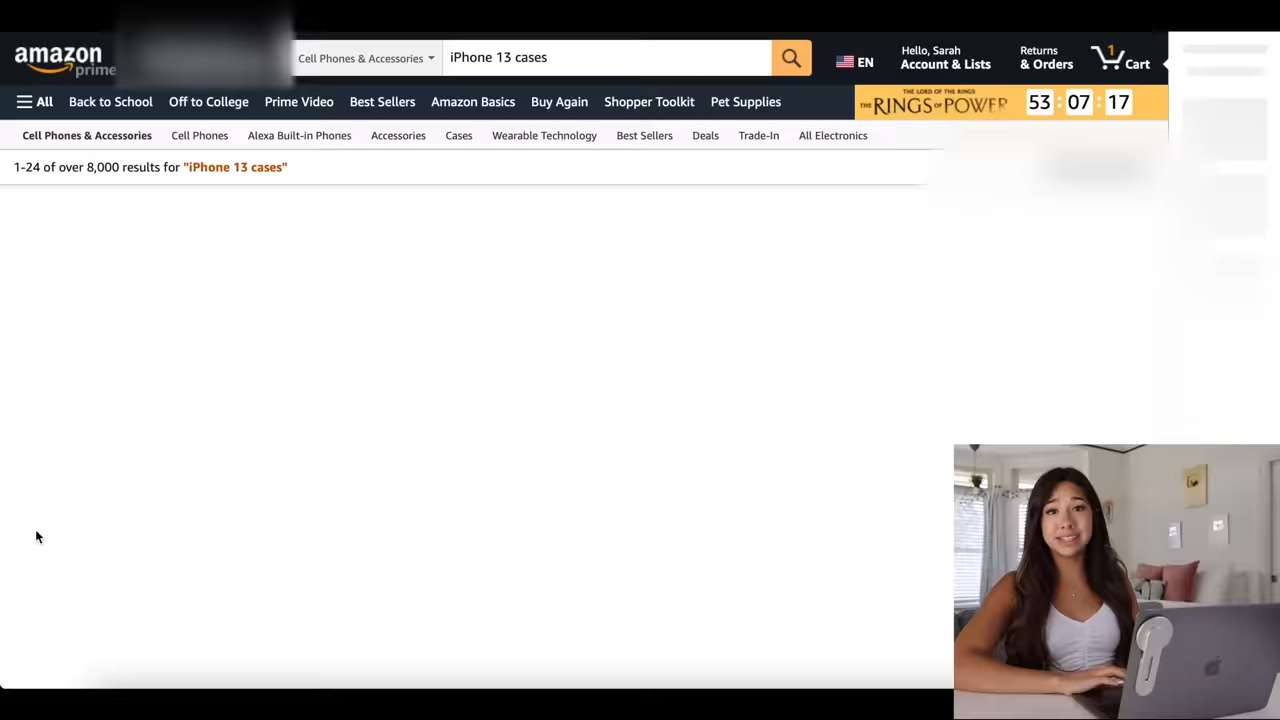 amazon
prime
Cell Phones & Accessories
iPhone 13 cases
EN
Hello, Sarah
Account & Lists
Returns
& Orders
1
Cart
All
Back to School
Off to College
Prime Video
Best Sellers
Amazon Basics
Buy Again
Shopper Toolkit
Pet Supplies
THE LORD OF THE RINGS
THE RINGS OF POWER
53 : 07 : 17
Cell Phones & Accessories
Cell Phones
Alexa Built-in Phones
Accessories
Cases
Wearable Technology
Best Sellers
Deals
Trade-In
All Electronics
1-24 of over 8,000 results for "iPhone 13 cases"